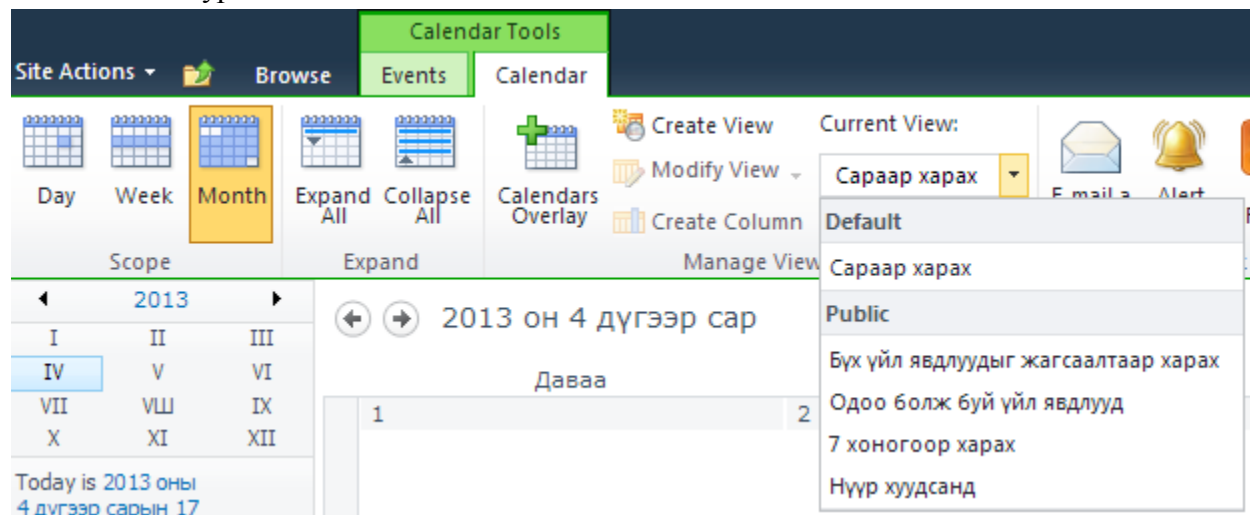 Calendar Tools
Site Actions Browse Events Calendar
Create View Current View:
Modify View Сараар харах
Day Week Month Expand All Collapse All Calendars Overlay E-mail a Alert
Create Column Default
Scope Expand Manage View
Сараар харах
2013
2013 он 4 дүгээр сар Public
I II III
IV V VI Бүх үйл явдлуудыг жагсаалтаар харах
Даваа
VII VIII IX Одоо болж буй үйл явдлууд
1 2
X XI XII 7 хоногоор харах
Today is 2013 оны Нүүр хуудсанд
4 дүгээр сарын 17